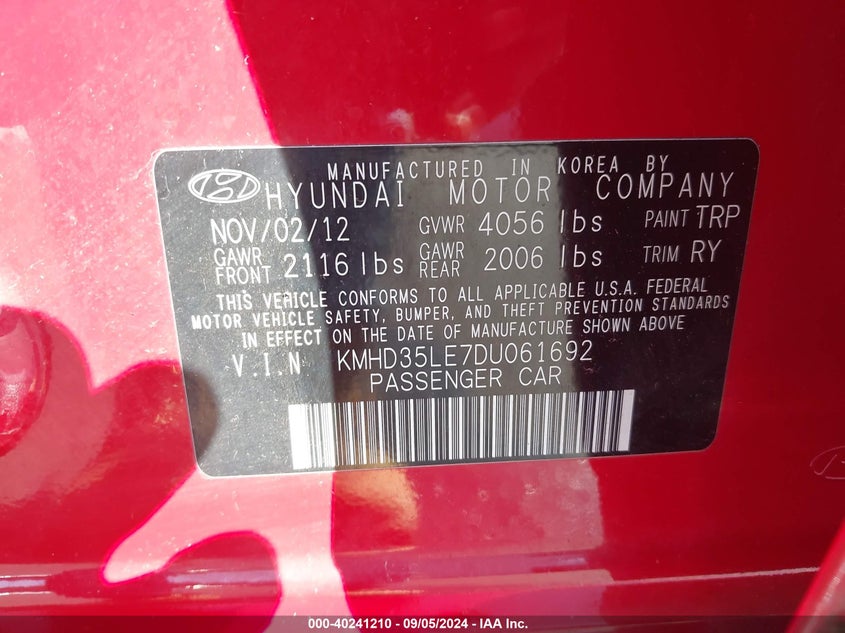 MANUFACTURED IN KOREA BY
HYUNDAI MOTOR COMPANY
NOV/02/12 GVWR 4056 lbs PAINT TRP
GAWR FRONT 2116 lbs GAWR REAR 2006 lbs TRIM RY
THIS VEHICLE CONFORMS TO ALL APPLICABLE U.S.A. FEDERAL
MOTOR VEHICLE SAFETY, BUMPER, AND THEFT PREVENTION STANDARDS
IN EFFECT ON THE DATE OF MANUFACTURE SHOWN ABOVE
V.I.N KMHD35LE7DU061692
PASSENGER CAR
000-40241210 - 09/05/2024 - IAA Inc.